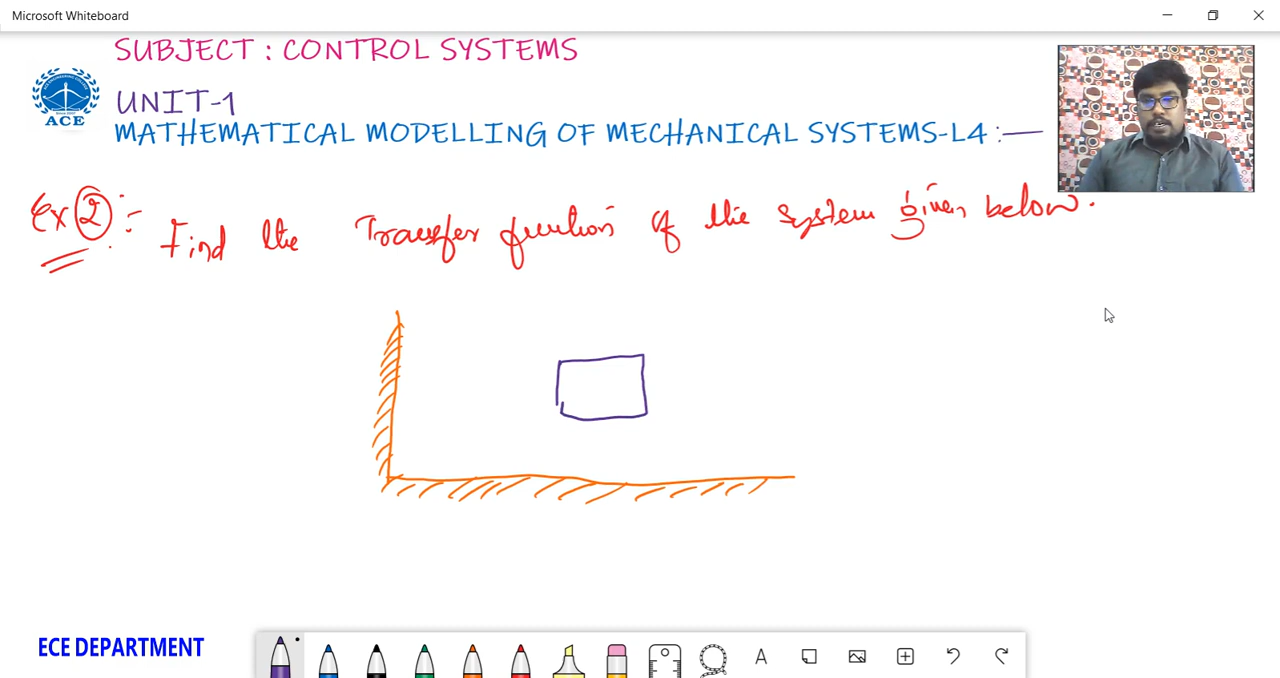 Microsoft Whiteboard
SUBJECT : CONTROL SYSTEMS
ACE
UNIT-1
MATHEMATICAL MODELLING OF MECHANICAL SYSTEMS-L4 :—
Ex 2 :- Find the Transfer function of the system given below.
ECE DEPARTMENT
A